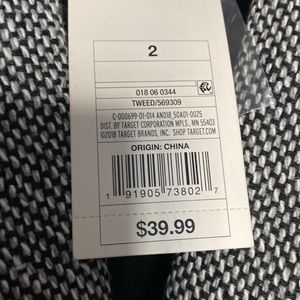 2
018 06 0344
TWEED/569309
C-000699-01-014 AND18_50A01-0025
DIST. BY TARGET CORPORATION MPLS., MN 55403
©2018 TARGET BRANDS, INC. SHOP TARGET.COM
ORIGIN: CHINA
1 91905 73802 7
$39.99